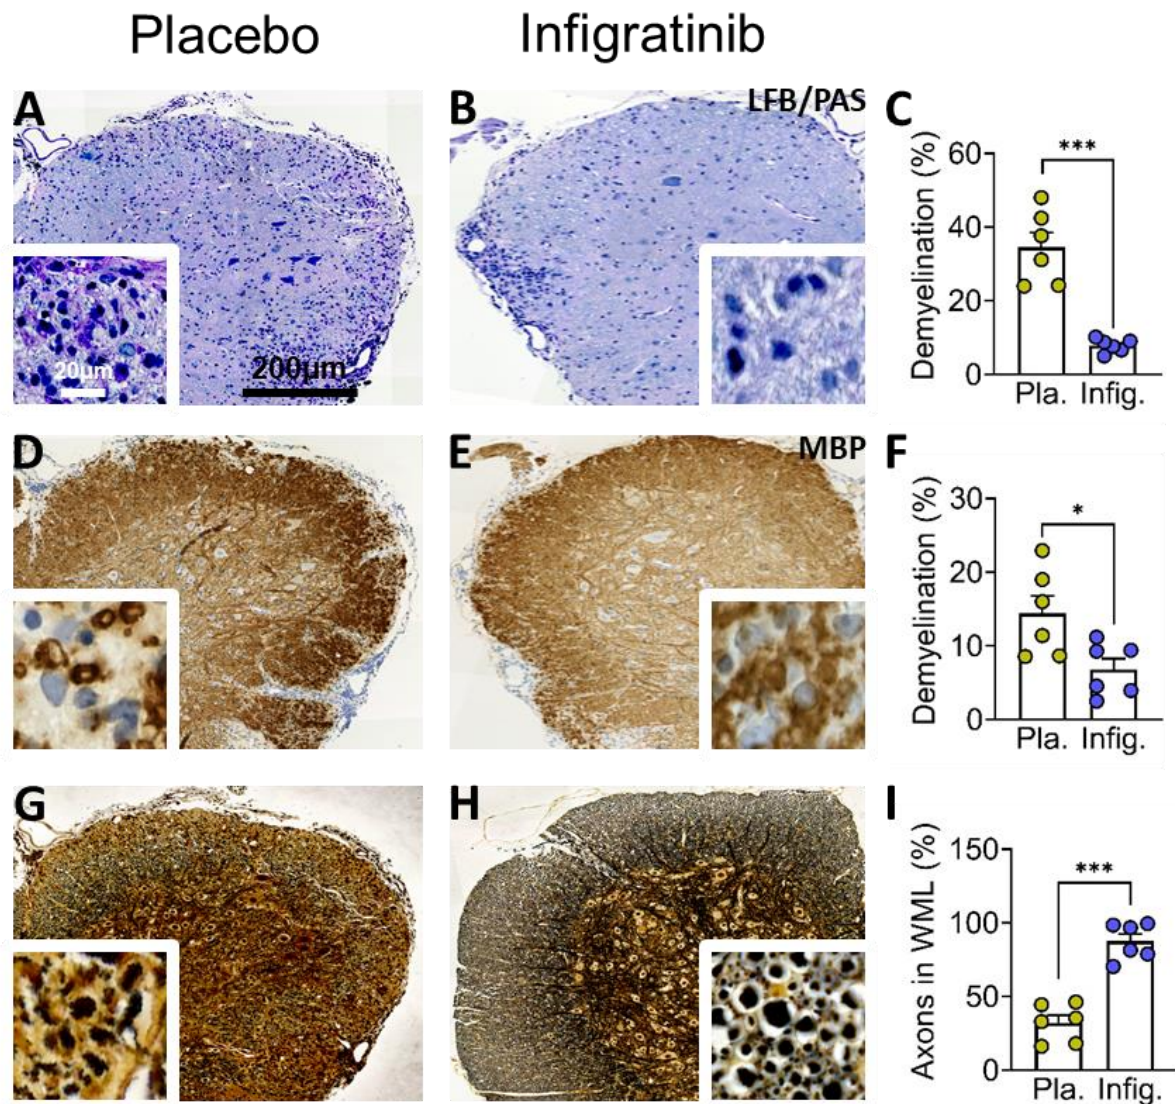 Placebo Infigratinib
A
B
LFB/PAS
C
20µm
200µm
Demyelination (%)
60
40
20
0
***
Pla. Infig.
D
E
MBP
F
Demyelination (%)
30
20
10
0
*
Pla. Infig.
G
H
I
Axons in WML (%)
150
100
50
0
***
Pla. Infig.